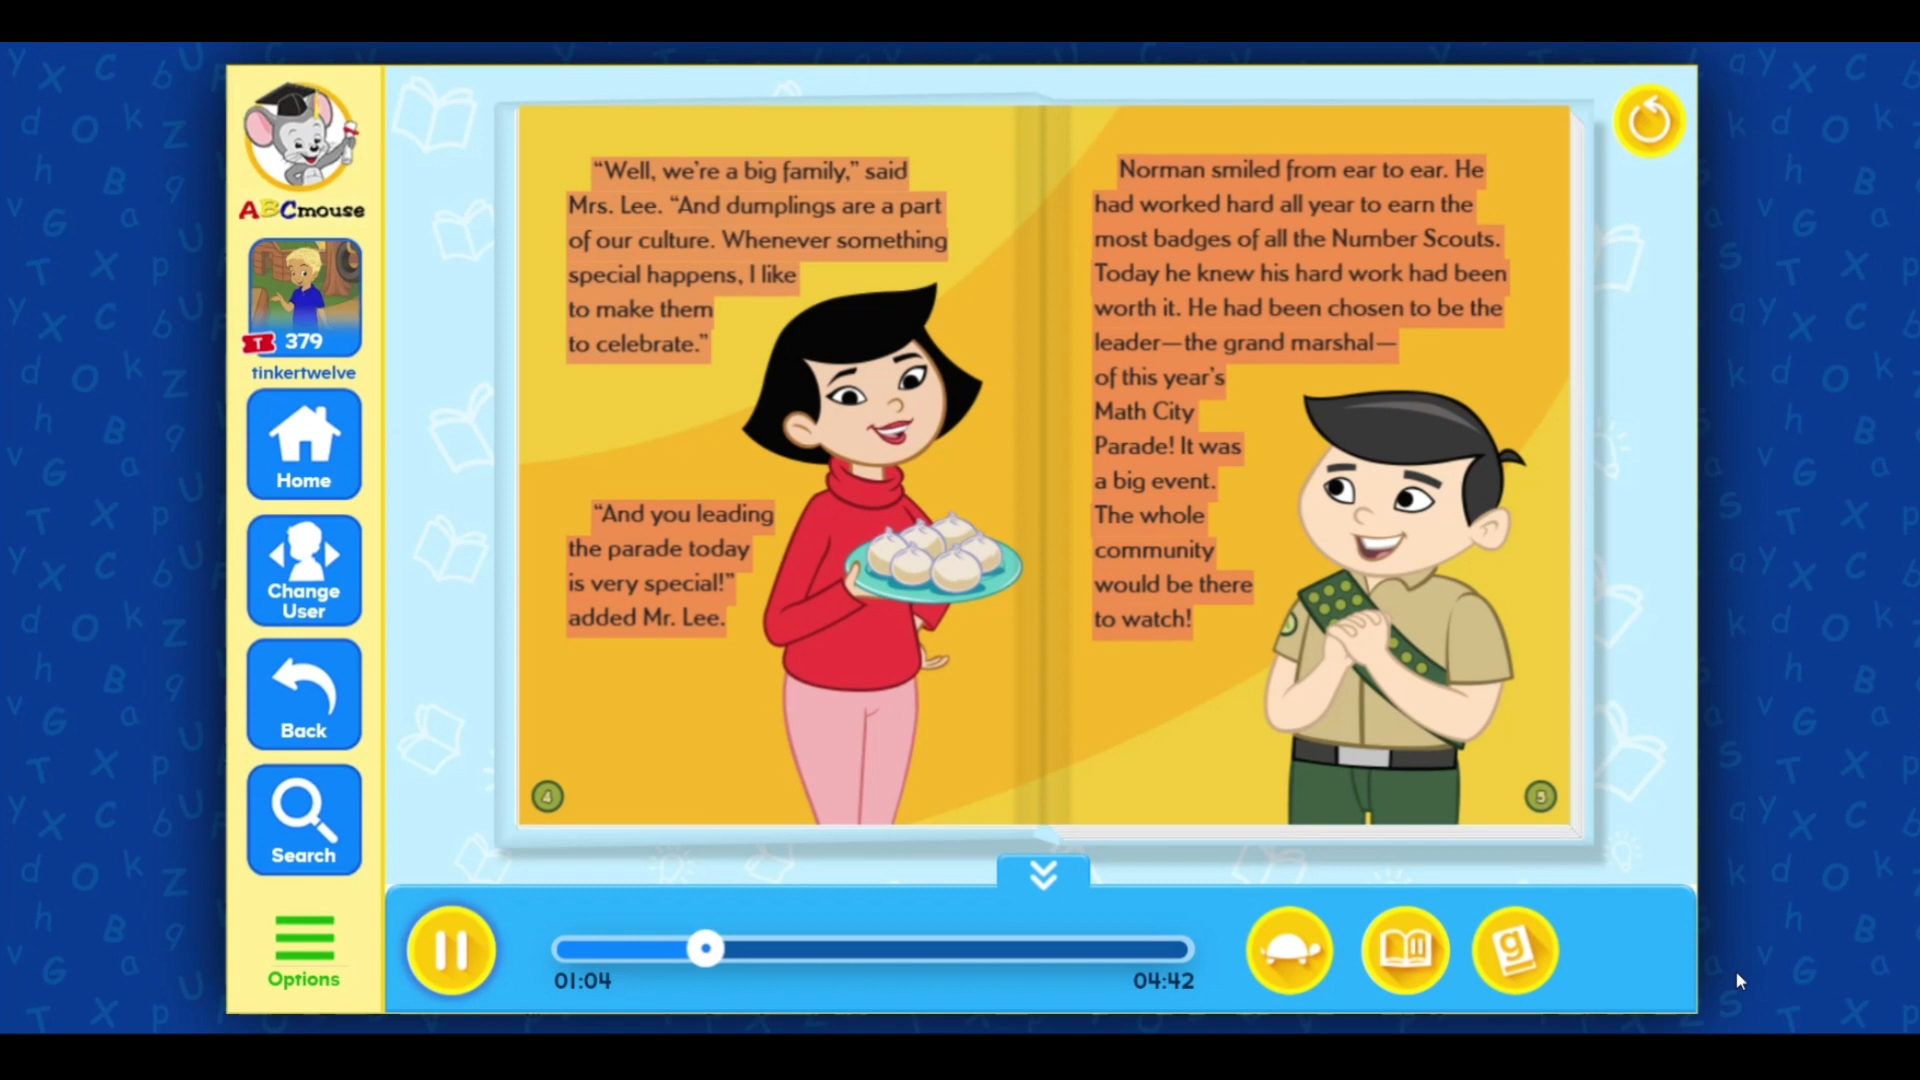 ABCmouse
T 379
tinkertwelve
Home
Change
User
Back
Search
Options
“Well, we’re a big family,” said
Mrs. Lee. “And dumplings are a part
of our culture. Whenever something
special happens, I like
to make them
to celebrate.”
“And you leading
the parade today
is very special!”
added Mr. Lee.
4
Norman smiled from ear to ear. He
had worked hard all year to earn the
most badges of all the Number Scouts.
Today he knew his hard work had been
worth it. He had been chosen to be the
leader—the grand marshal—
of this year’s
Math City
Parade! It was
a big event.
The whole
community
would be there
to watch!
5
01:04
04:42
g